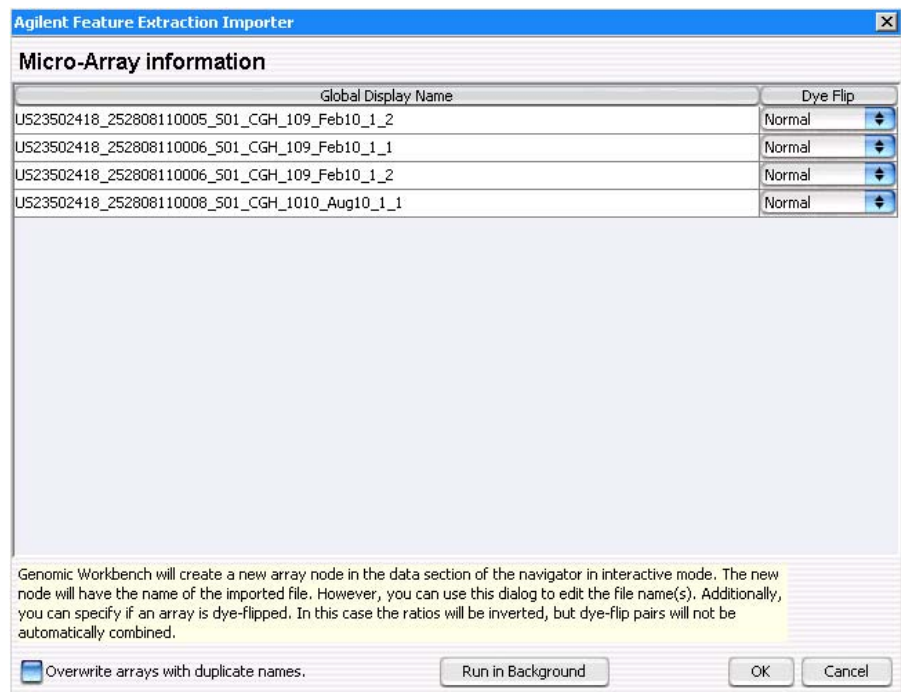 Agilent Feature Extraction Importer
Micro-Array information
Global Display Name Dye Flip
US23502418_252808110005_S01_CGH_109_Feb10_1_2 Normal
US23502418_252808110006_S01_CGH_109_Feb10_1_1 Normal
US23502418_252808110006_S01_CGH_109_Feb10_1_2 Normal
US23502418_252808110008_S01_CGH_1010_Aug10_1_1 Normal
Genomic Workbench will create a new array node in the data section of the navigator in interactive mode. The new
node will have the name of the imported file. However, you can use this dialog to edit the file name(s). Additionally,
you can specify if an array is dye-flipped. In this case the ratios will be inverted, but dye-flip pairs will not be
automatically combined.
Overwrite arrays with duplicate names. Run in Background OK Cancel